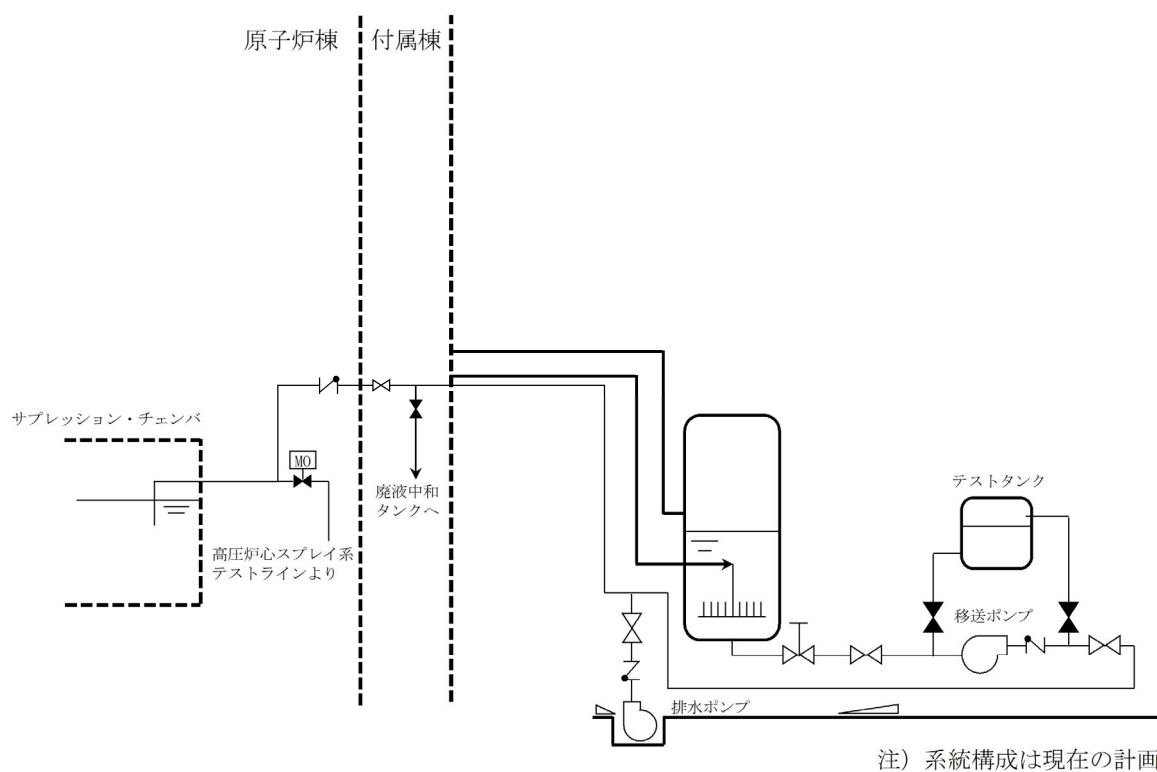 原子炉棟
付属棟
サプレッション・チェンバ
MO
高圧炉心スプレイ系
テストラインより
廃液中和
タンクへ
テストタンク
移送ポンプ
排水ポンプ
注）系統構成は現在の計画